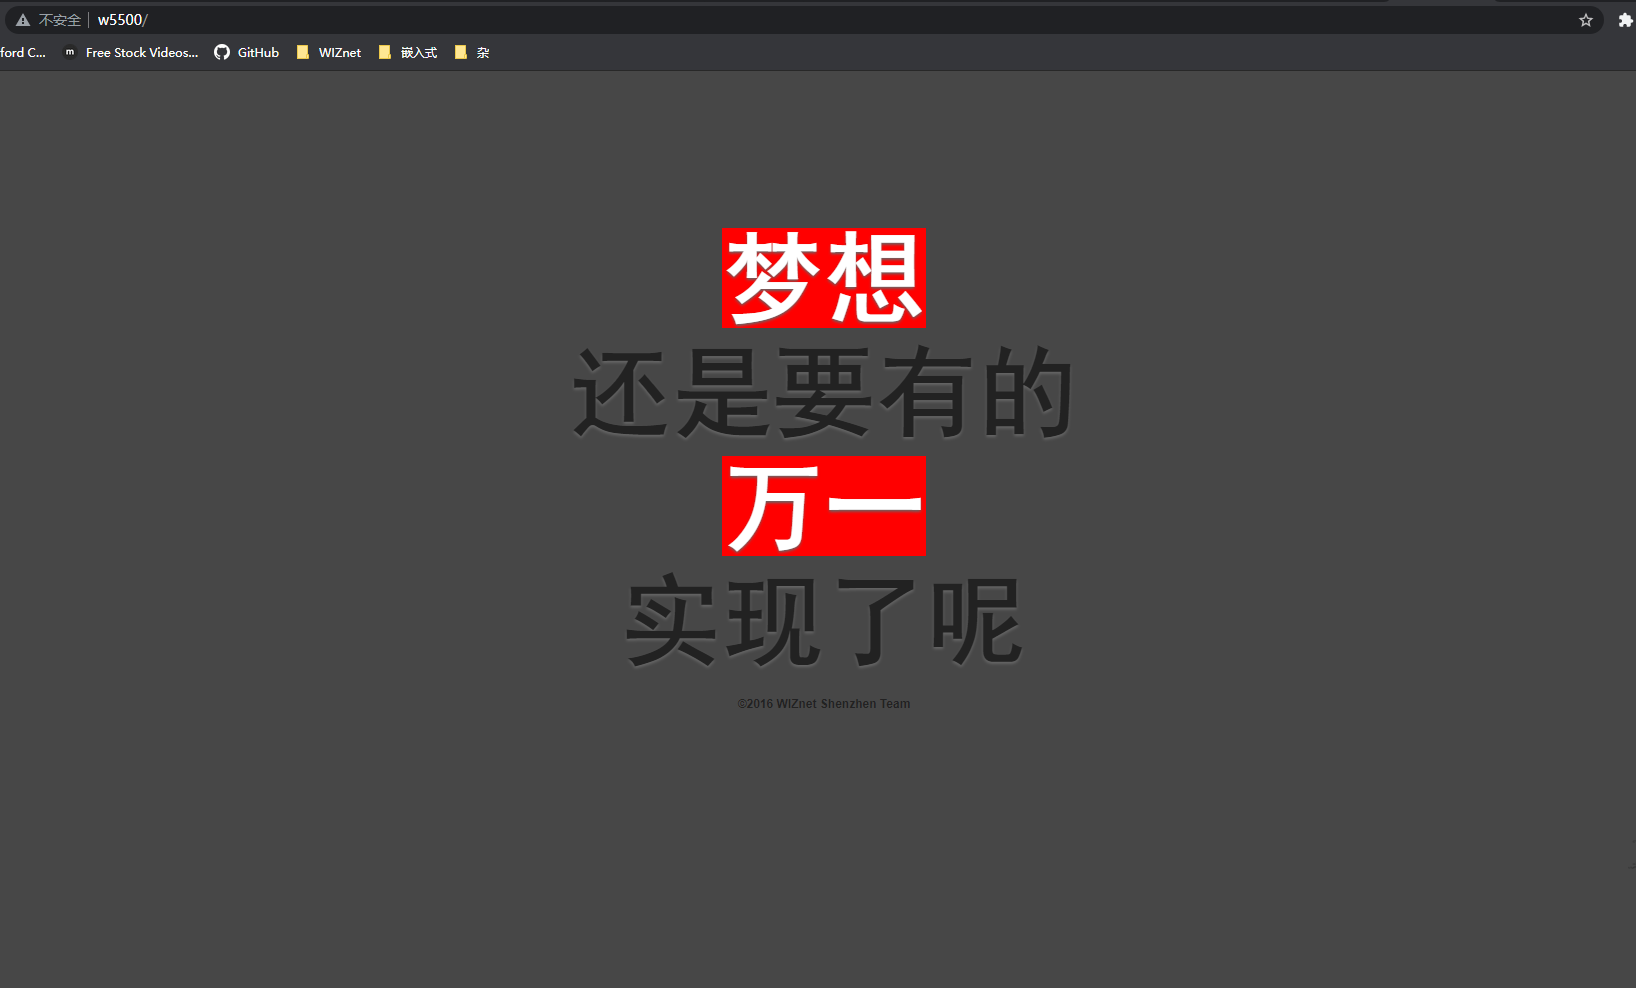 不安全 | w5500/
ford C... m Free Stock Videos... GitHub WIZnet 嵌入式 杂
梦想
还是要有的
万一
实现了呢
©2016 WIZnet Shenzhen Team